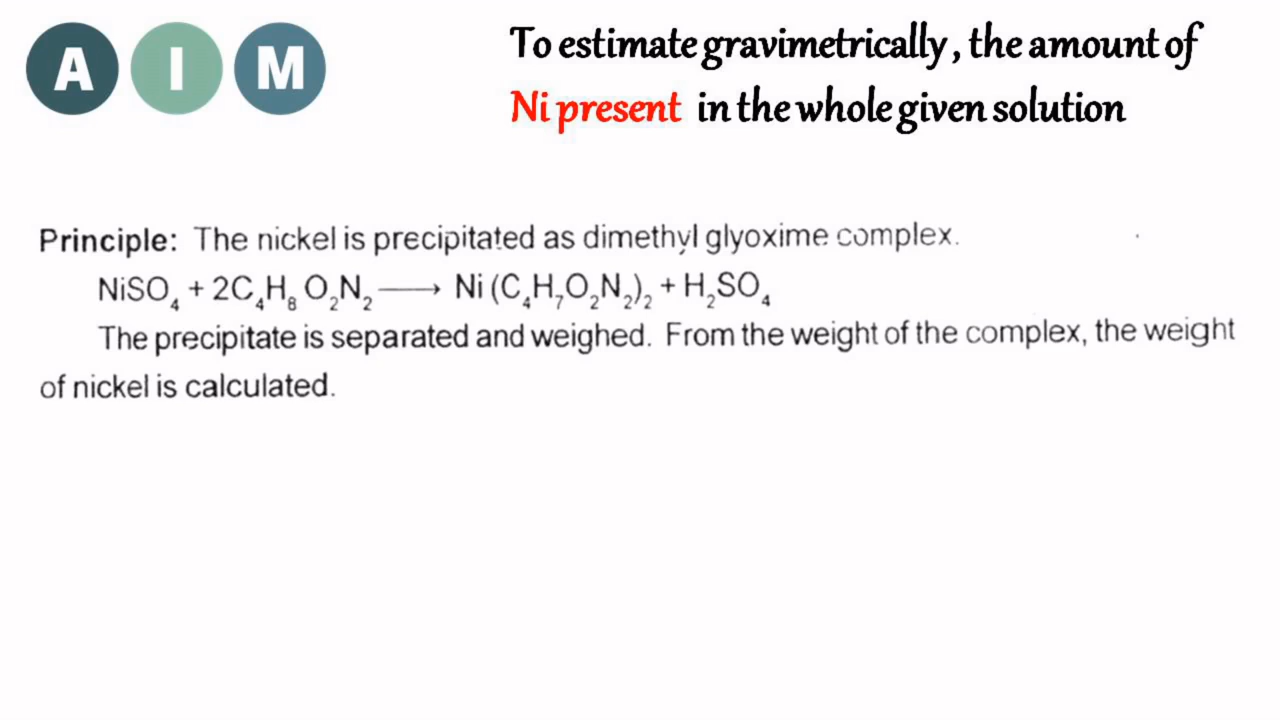 AIM
To estimate gravimetrically , the amount of
Ni present in the whole given solution
Principle: The nickel is precipitated as dimethyl glyoxime complex.
NiSO₄ + 2C₄H₈ O₂N₂ ⟶ Ni (C₄H₇O₂N₂)₂ + H₂SO₄
The precipitate is separated and weighed. From the weight of the complex, the weight
of nickel is calculated.